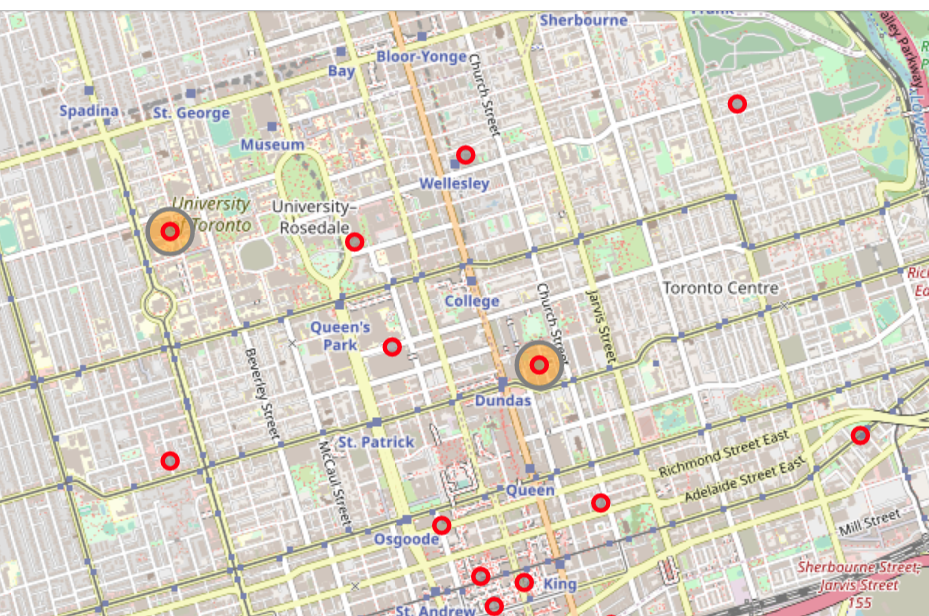 Sherbourne
alley Parkway
Bloor-Yonge
Bay
Church Street
Spadina
St. George
Museum
Wellesley
University
Toronto
University–
Rosedale
College
Toronto Centre
Church Street
Jarvis Street
Queen's
Park
Beverley Street
Dundas
St. Patrick
McCaul Street
Richmond Street East
Adelaide Street East
Queen
Osgoode
Mill Street
King
St. Andrew
Sherbourne Street;
Jarvis Street
155